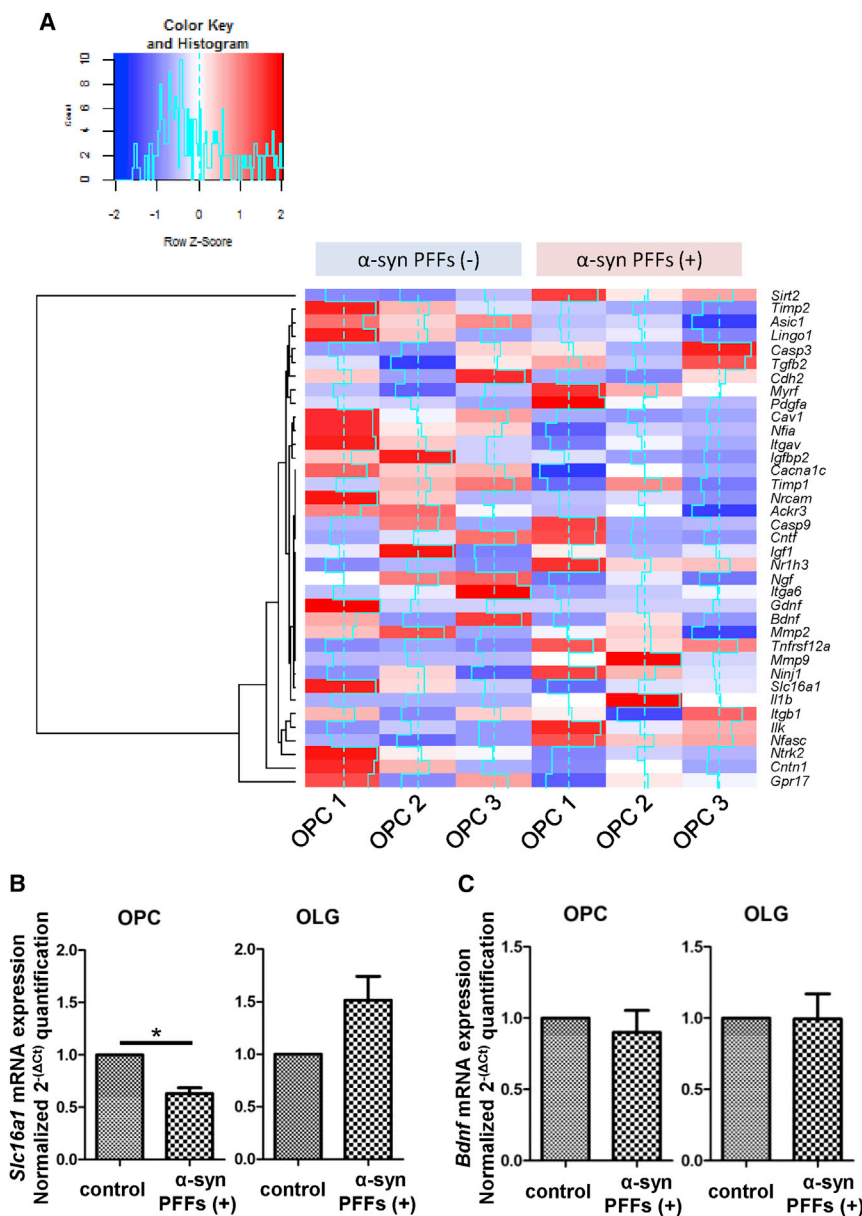 A
Color Key
and Histogram
Count
0 2 4 6 8 10
-2 -1 0 1 2
Row Z-Score
α-syn PFFs (-) α-syn PFFs (+)
Sirt2
Timp2
Asic1
Lingo1
Casp3
Tgfb2
Cdh2
Myrf
Pdgfa
Cav1
Nfia
Itgav
Igfbp2
Cacna1c
Timp1
Nrcam
Ackr3
Casp9
Cntf
Igf1
Nr1h3
Ngf
Itga6
Gdnf
Bdnf
Mmp2
Tnfrsf12a
Mmp9
Ninj1
Slc16a1
Il1b
Itgb1
Ilk
Nfasc
Ntrk2
Cntn1
Gpr17
OPC 1 OPC 2 OPC 3 OPC 1 OPC 2 OPC 3
B
OPC OLG
Slc16a1 mRNA expression
Normalized 2-(ΔCt) quantification
2.0
1.5
1.0
0.5
0.0
*
control α-syn
PFFs (+)
2.0
1.5
1.0
0.5
0.0
control α-syn
PFFs (+)
C
OPC OLG
Bdnf mRNA expression
Normalized 2-(ΔCt) quantification
1.5
1.0
0.5
0.0
control α-syn
PFFs (+)
1.5
1.0
0.5
0.0
control α-syn
PFFs (+)